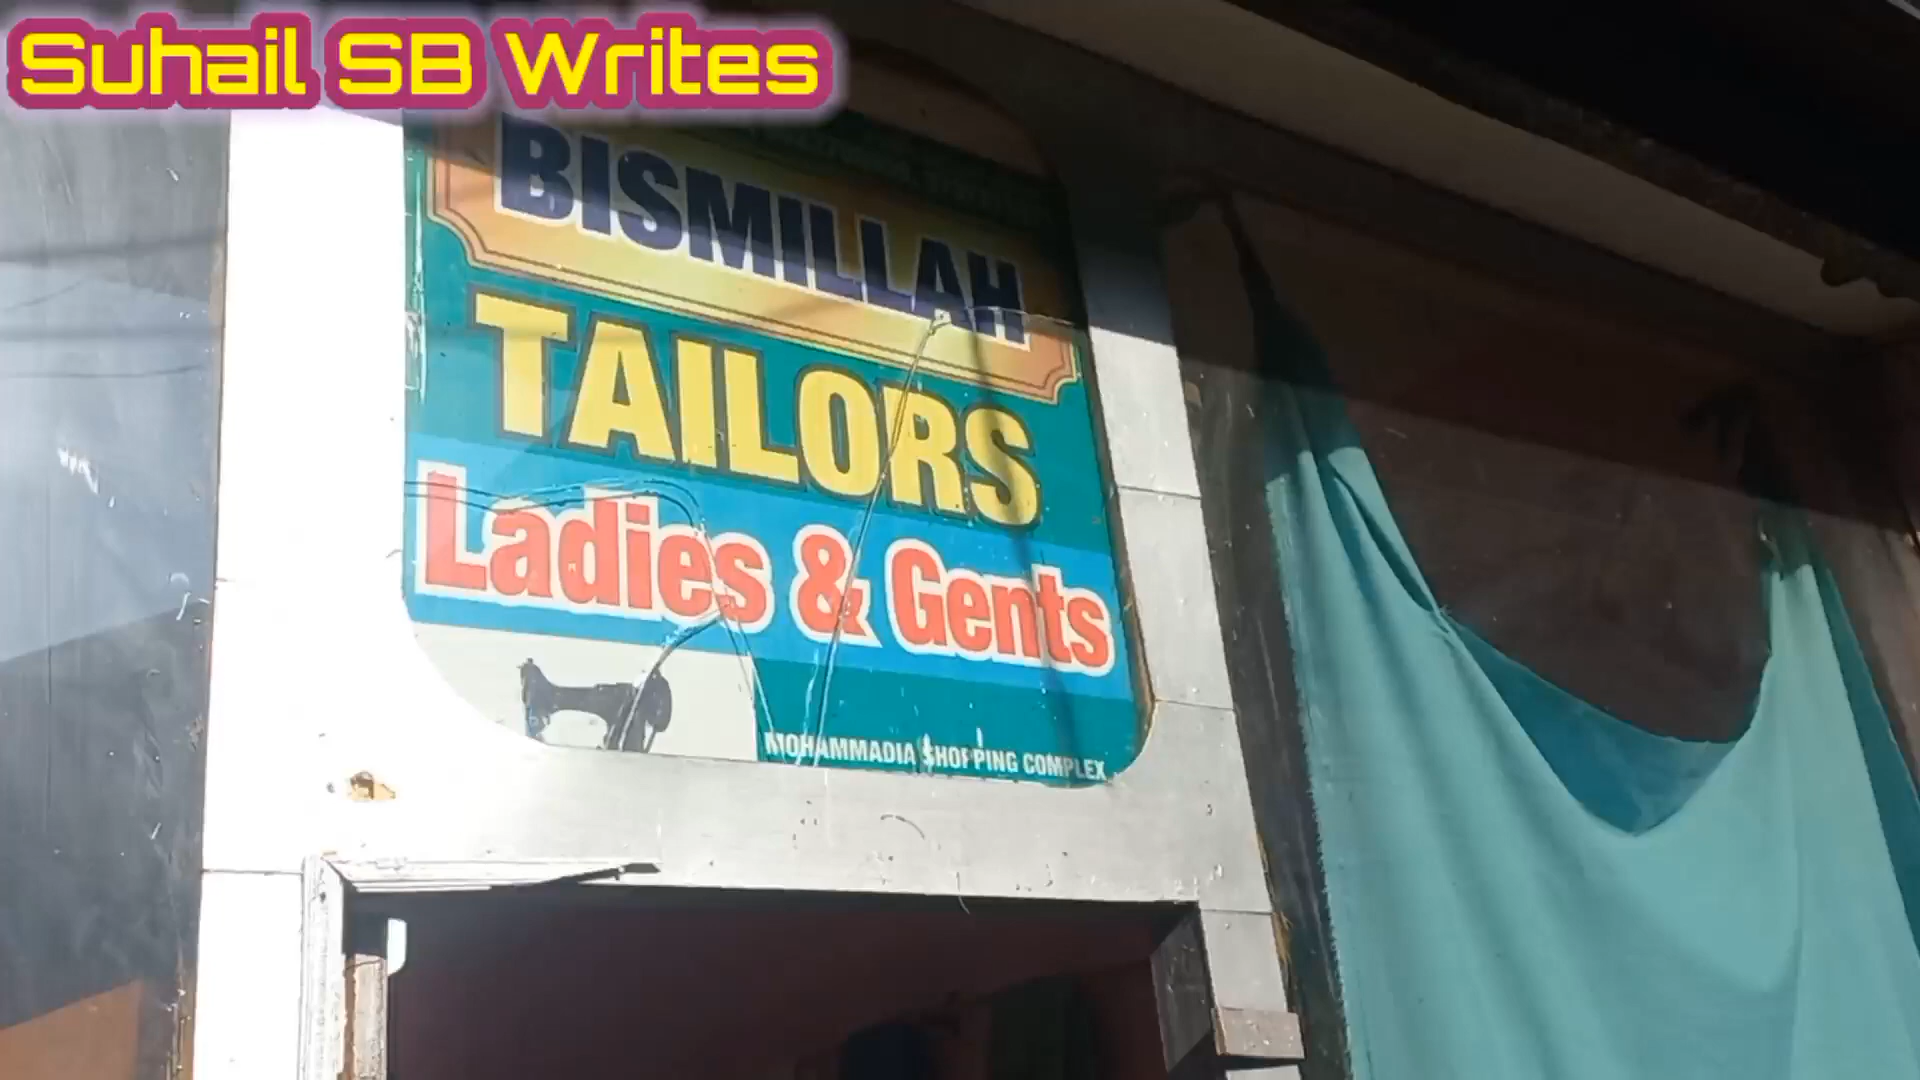 Suhail SB Writes
BISMILLAH
TAILORS
Ladies & Gents
MOHAMMADIA SHOPPING COMPLEX